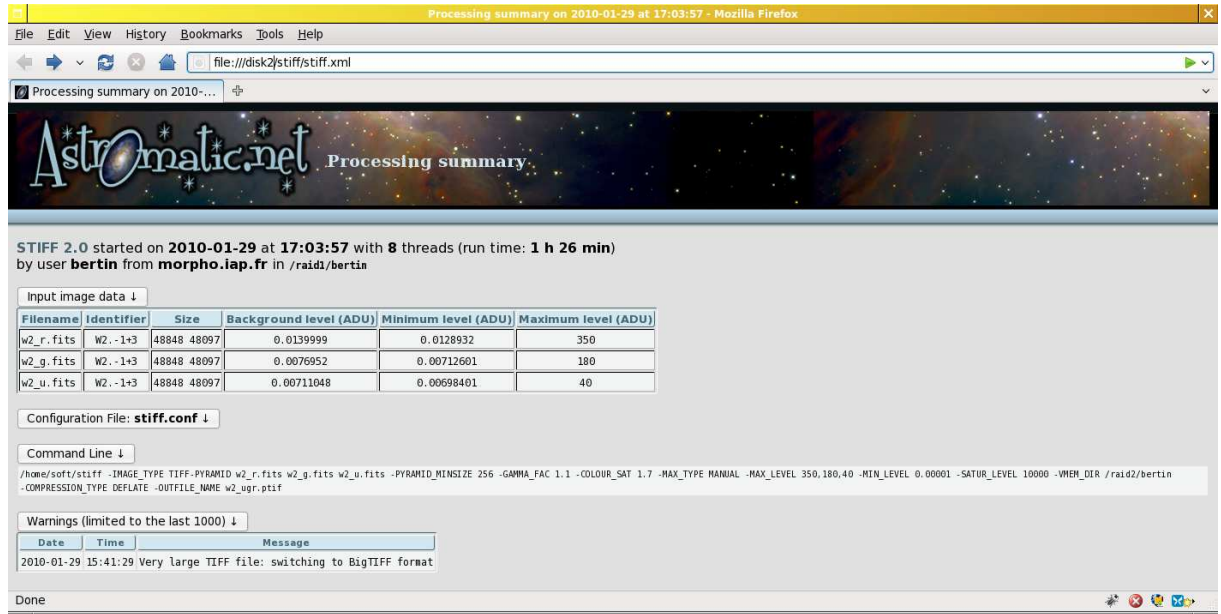 Processing summary on 2010-01-29 at 17:03:57 - Mozilla Firefox
File Edit View History Bookmarks Tools Help
file:///disk2/stiff/stiff.xml
Processing summary on 2010-...
Astromatic.net Processing summary
STIFF 2.0 started on 2010-01-29 at 17:03:57 with 8 threads (run time: 1 h 26 min)
by user bertin from morpho.iap.fr in /raid1/bertin
Input image data ↓
Filename Identifier Size Background level (ADU) Minimum level (ADU) Maximum level (ADU)
w2_r.fits W2.-1+3 48848 48097 0.0139999 0.0128932 350
w2_g.fits W2.-1+3 48848 48097 0.0076952 0.00712601 180
w2_u.fits W2.-1+3 48848 48097 0.00711048 0.00698401 40
Configuration File: stiff.conf ↓
Command Line ↓
/home/soft/stiff -IMAGE_TYPE TIFF-PYRAMID w2_r.fits w2_g.fits w2_u.fits -PYRAMID_MINSIZE 256 -GAMMA_FAC 1.1 -COLOUR_SAT 1.7 -MAX_TYPE MANUAL -MAX_LEVEL 350,180,40 -MIN_LEVEL 0.00001 -SATUR_LEVEL 10000 -VMEM_DIR /raid2/bertin
-COMPRESSION_TYPE DEFLATE -OUTFILE_NAME w2_ugr.ptif
Warnings (limited to the last 1000) ↓
Date Time Message
2010-01-29 15:41:29 Very large TIFF file: switching to BigTIFF format
Done